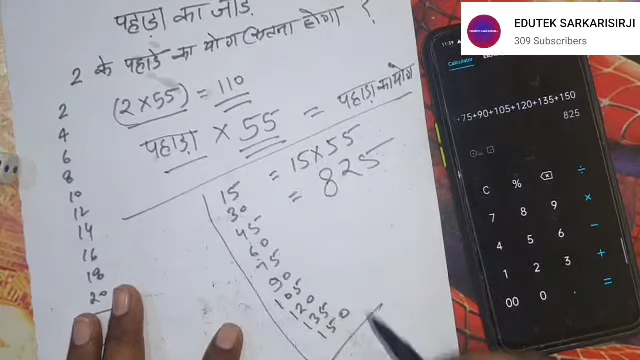 पहाड़ा का जोड़
2 के पहाड़े का योग कितना होगा ?
(2×55) = 110
पहाड़ा × 55 = पहाड़ा का योग
2
4
6
8
10
12
14
16
18
20
15 = 15×55
= 825
30
45
60
75
90
105
120
135
150
EDUTEK SARKARISIRJI
309 Subscribers
11:39
Calculator
+75+90+105+120+135+150
825
C % ÷
7 8 9 ×
4 5 6 −
1 2 3 +
00 0 . =